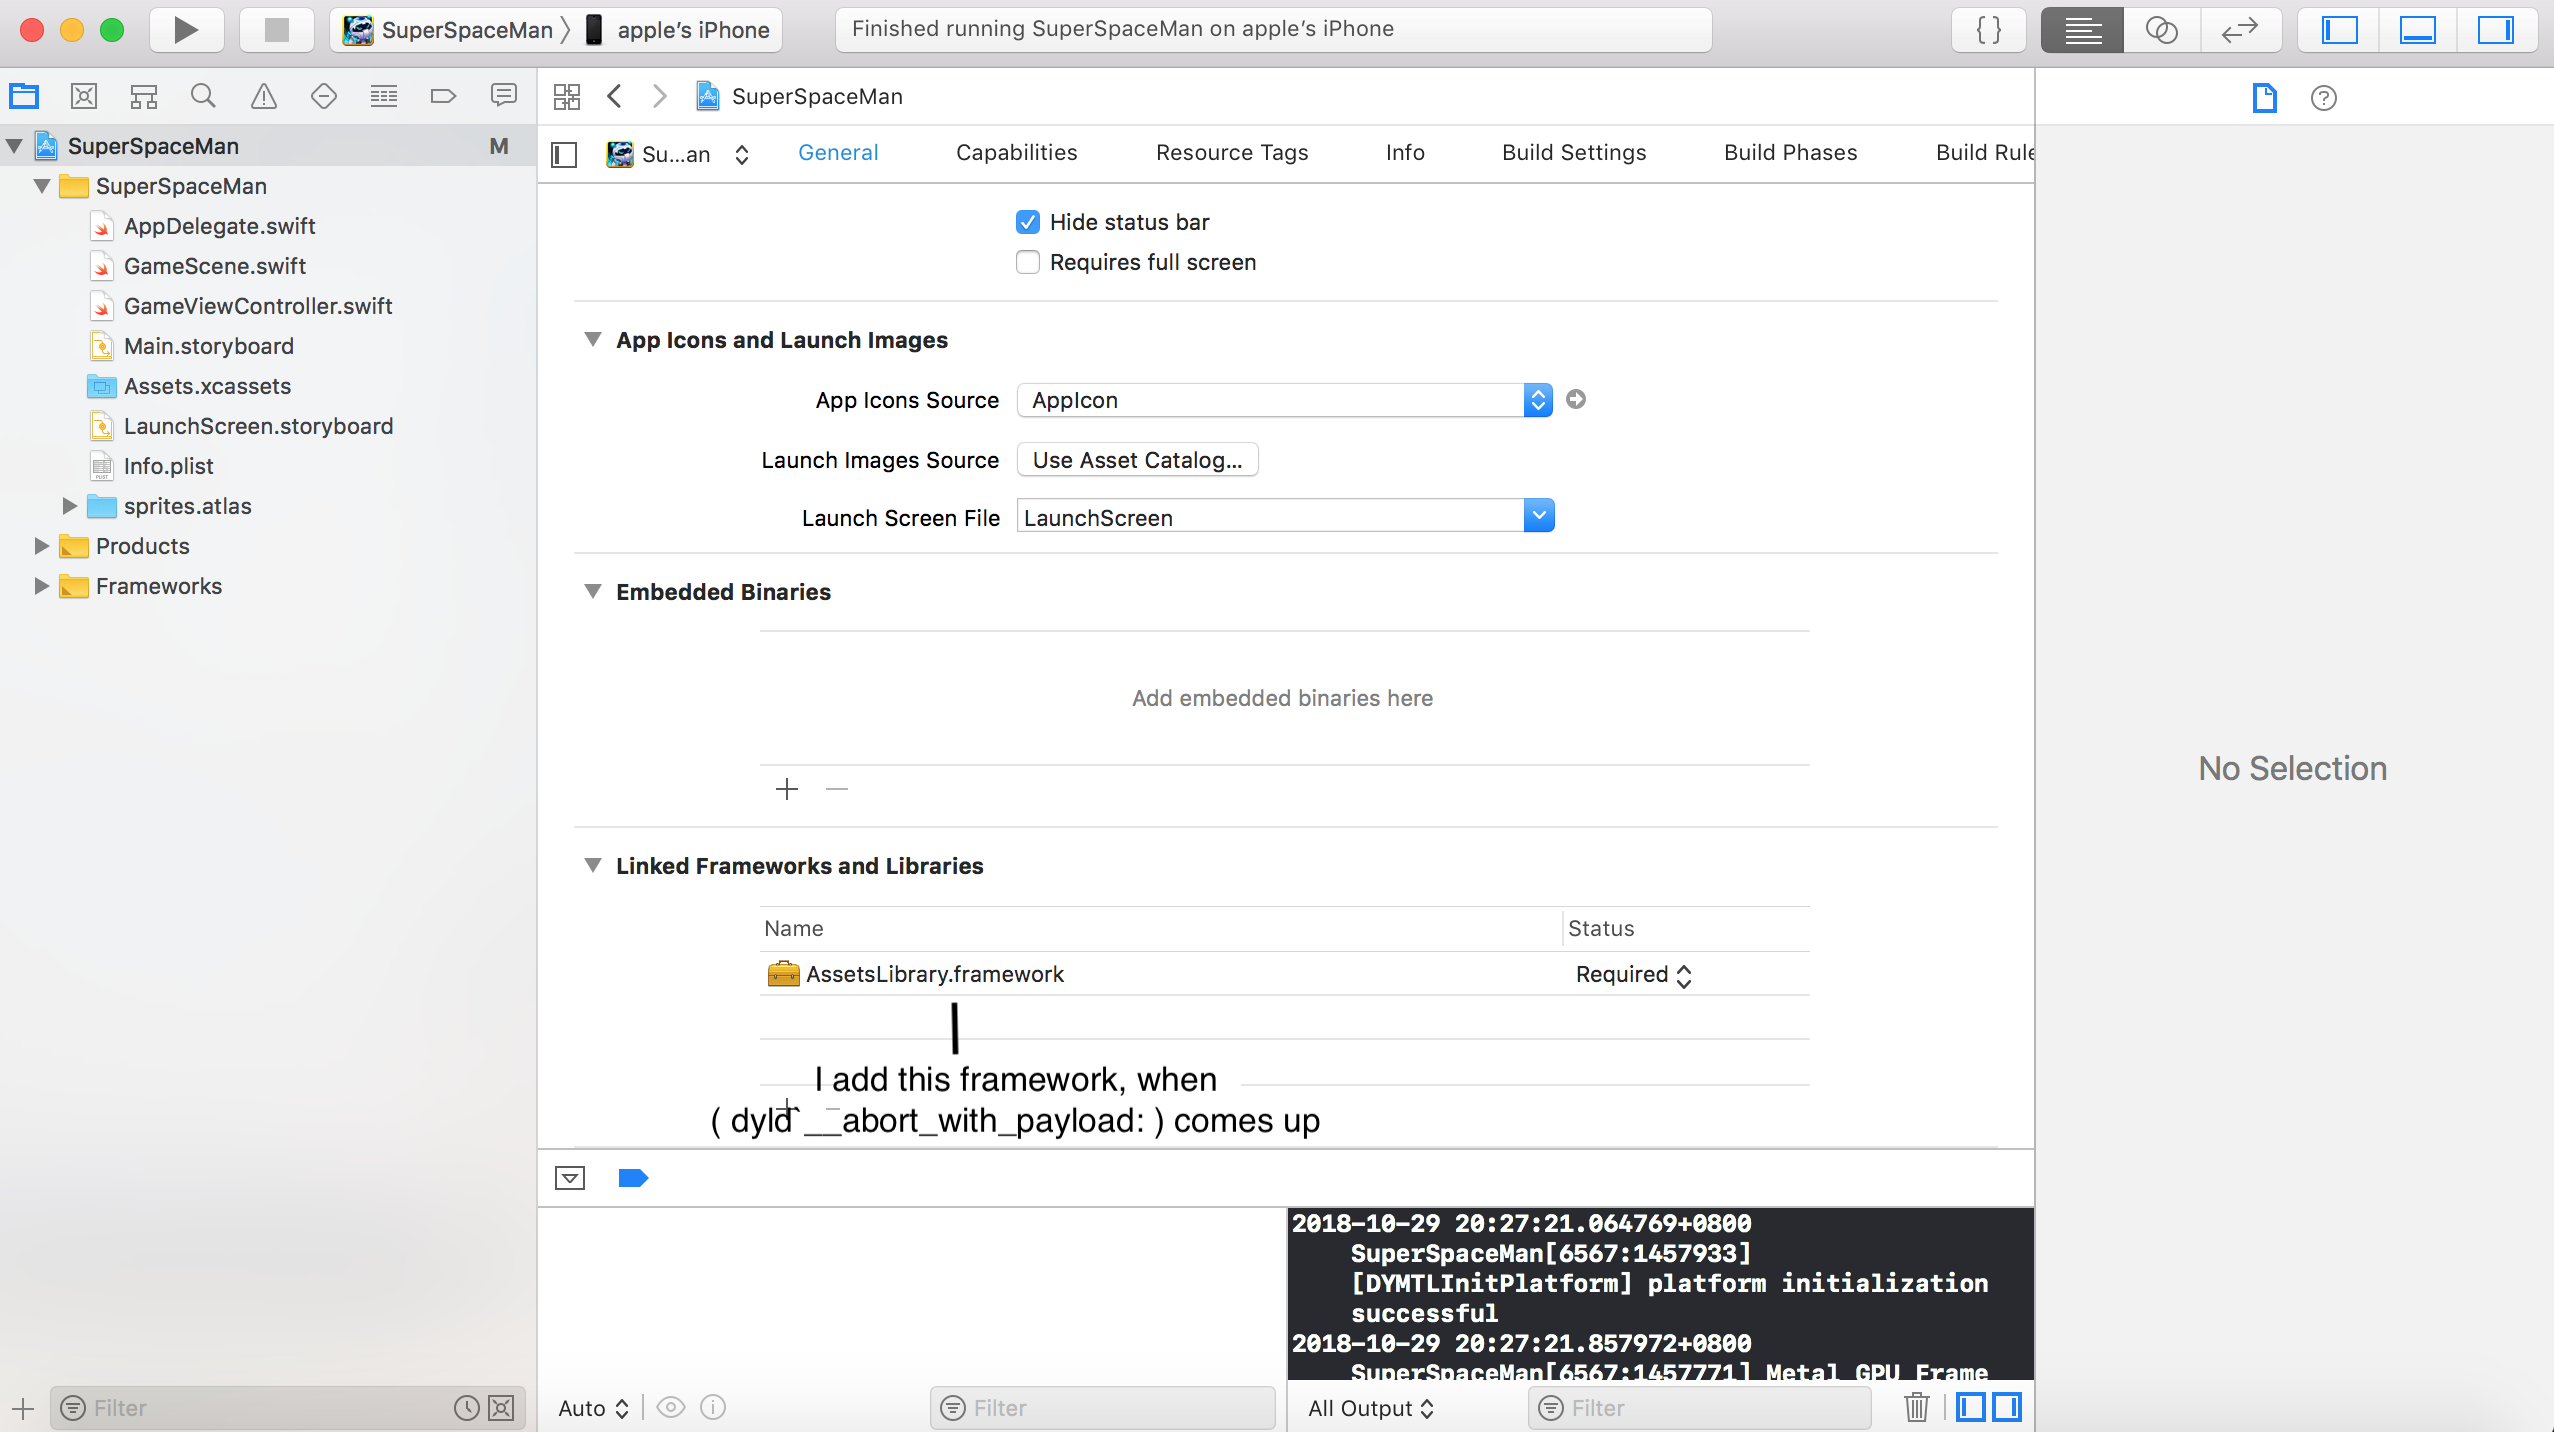 SuperSpaceMan apple’s iPhone
Finished running SuperSpaceMan on apple’s iPhone
{ }
SuperSpaceMan M
SuperSpaceMan
AppDelegate.swift
GameScene.swift
GameViewController.swift
Main.storyboard
Assets.xcassets
LaunchScreen.storyboard
Info.plist
sprites.atlas
Products
Frameworks
Filter
SuperSpaceMan
Su...an General Capabilities Resource Tags Info Build Settings Build Phases Build Rule
Hide status bar
Requires full screen
App Icons and Launch Images
App Icons Source AppIcon
Launch Images Source Use Asset Catalog...
Launch Screen File LaunchScreen
Embedded Binaries
Add embedded binaries here
Linked Frameworks and Libraries
Name Status
AssetsLibrary.framework Required
I add this framework, when
( dyld`__abort_with_payload: ) comes up
Auto Filter
2018-10-29 20:27:21.064769+0800
SuperSpaceMan[6567:1457933]
[DYMTLInitPlatform] platform initialization
successful
2018-10-29 20:27:21.857972+0800
SuperSpaceMan[6567:1457771] Metal GPU Frame
All Output Filter
No Selection